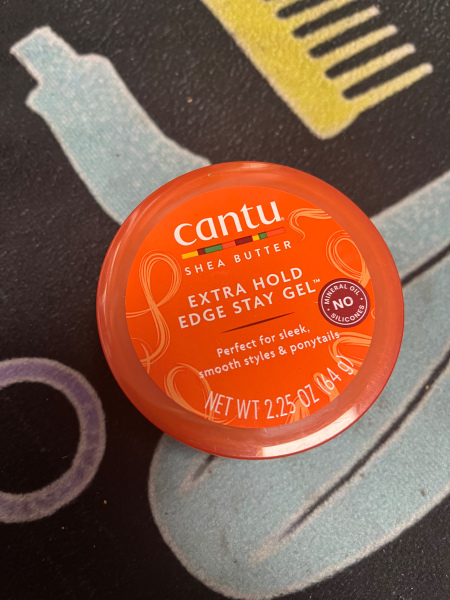 cantu
SHEA BUTTER
EXTRA HOLD
EDGE STAY GEL™
MINERAL OIL
NO
SILICONES
Perfect for sleek,
smooth styles & ponytails
NET WT 2.25 OZ (64 g)